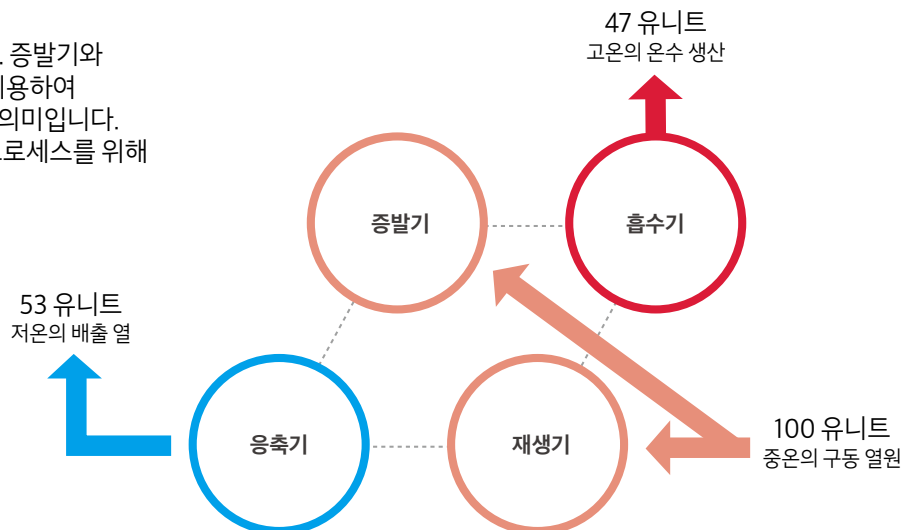 증발기와
용하여
의미입니다.
로세스를 위해
47 유니트
고온의 온수 생산
증발기
흡수기
53 유니트
저온의 배출 열
응축기
재생기
100 유니트
중온의 구동 열원